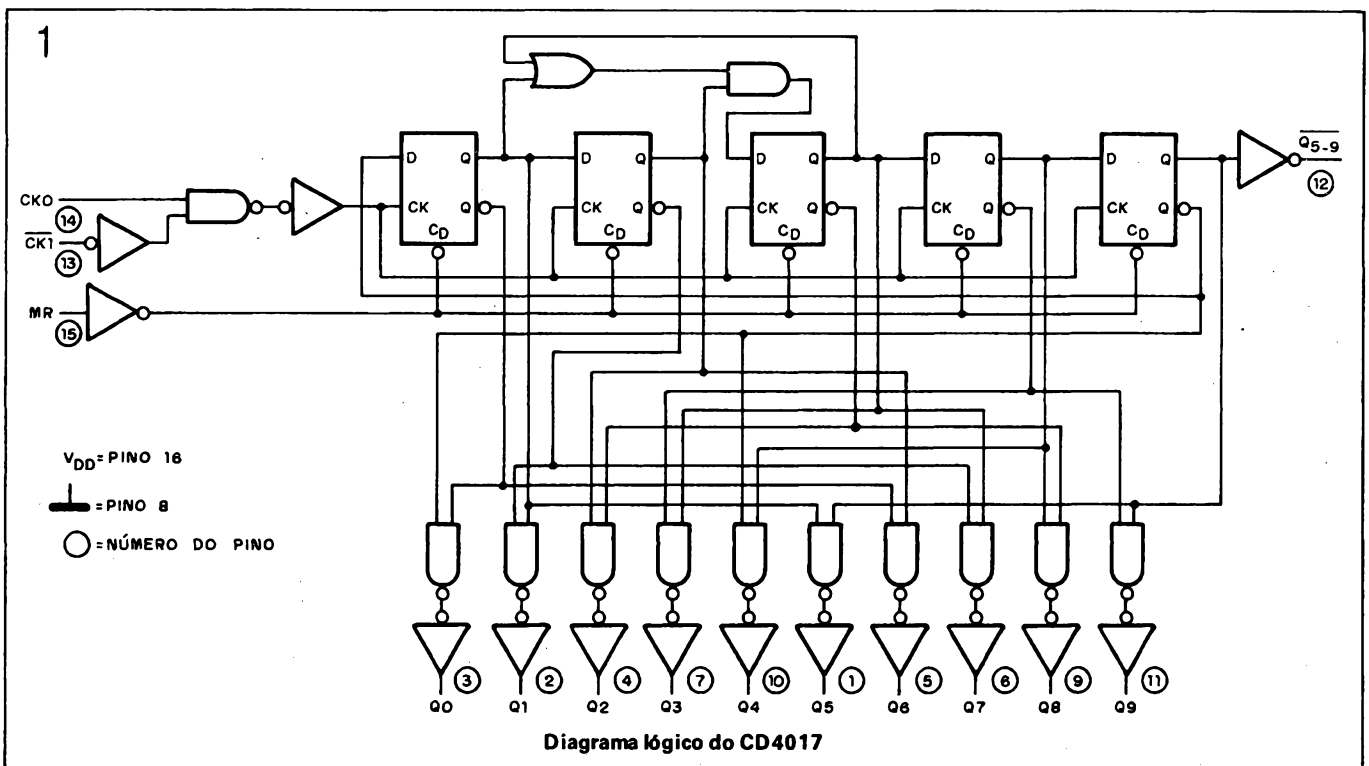 1
CK0
14
CK1
13
MR
15
D Q
CK Q
CD
D Q
CK Q
CD
D Q
CK Q
CD
D Q
CK Q
CD
D Q
CK Q
CD
Q5-9
12
VDD = PINO 16
= PINO 8
= NÚMERO DO PINO
3 2 4 7 10 1 5 6 9 11
Q0 Q1 Q2 Q3 Q4 Q5 Q6 Q7 Q8 Q9
Diagrama lógico do CD4017